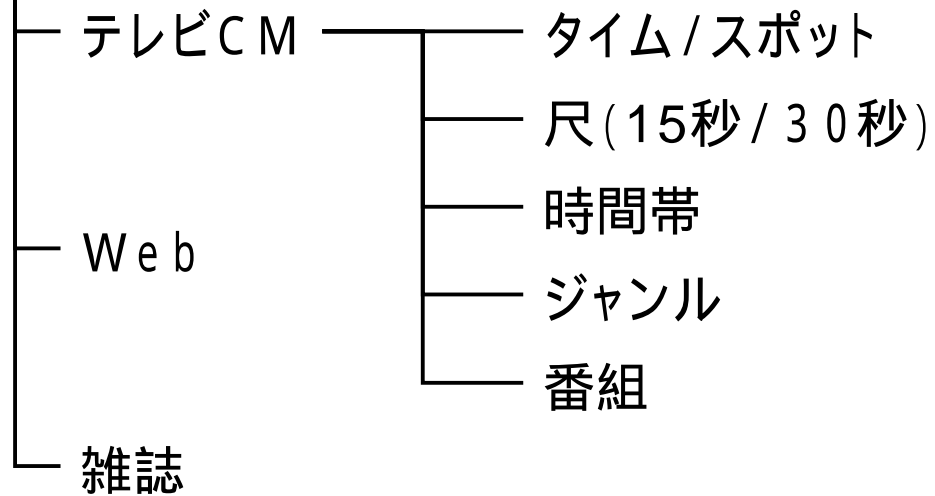 テレビCM
タイム/スポット
尺(15秒/30秒)
時間帯
ジャンル
番組
Web
雑誌